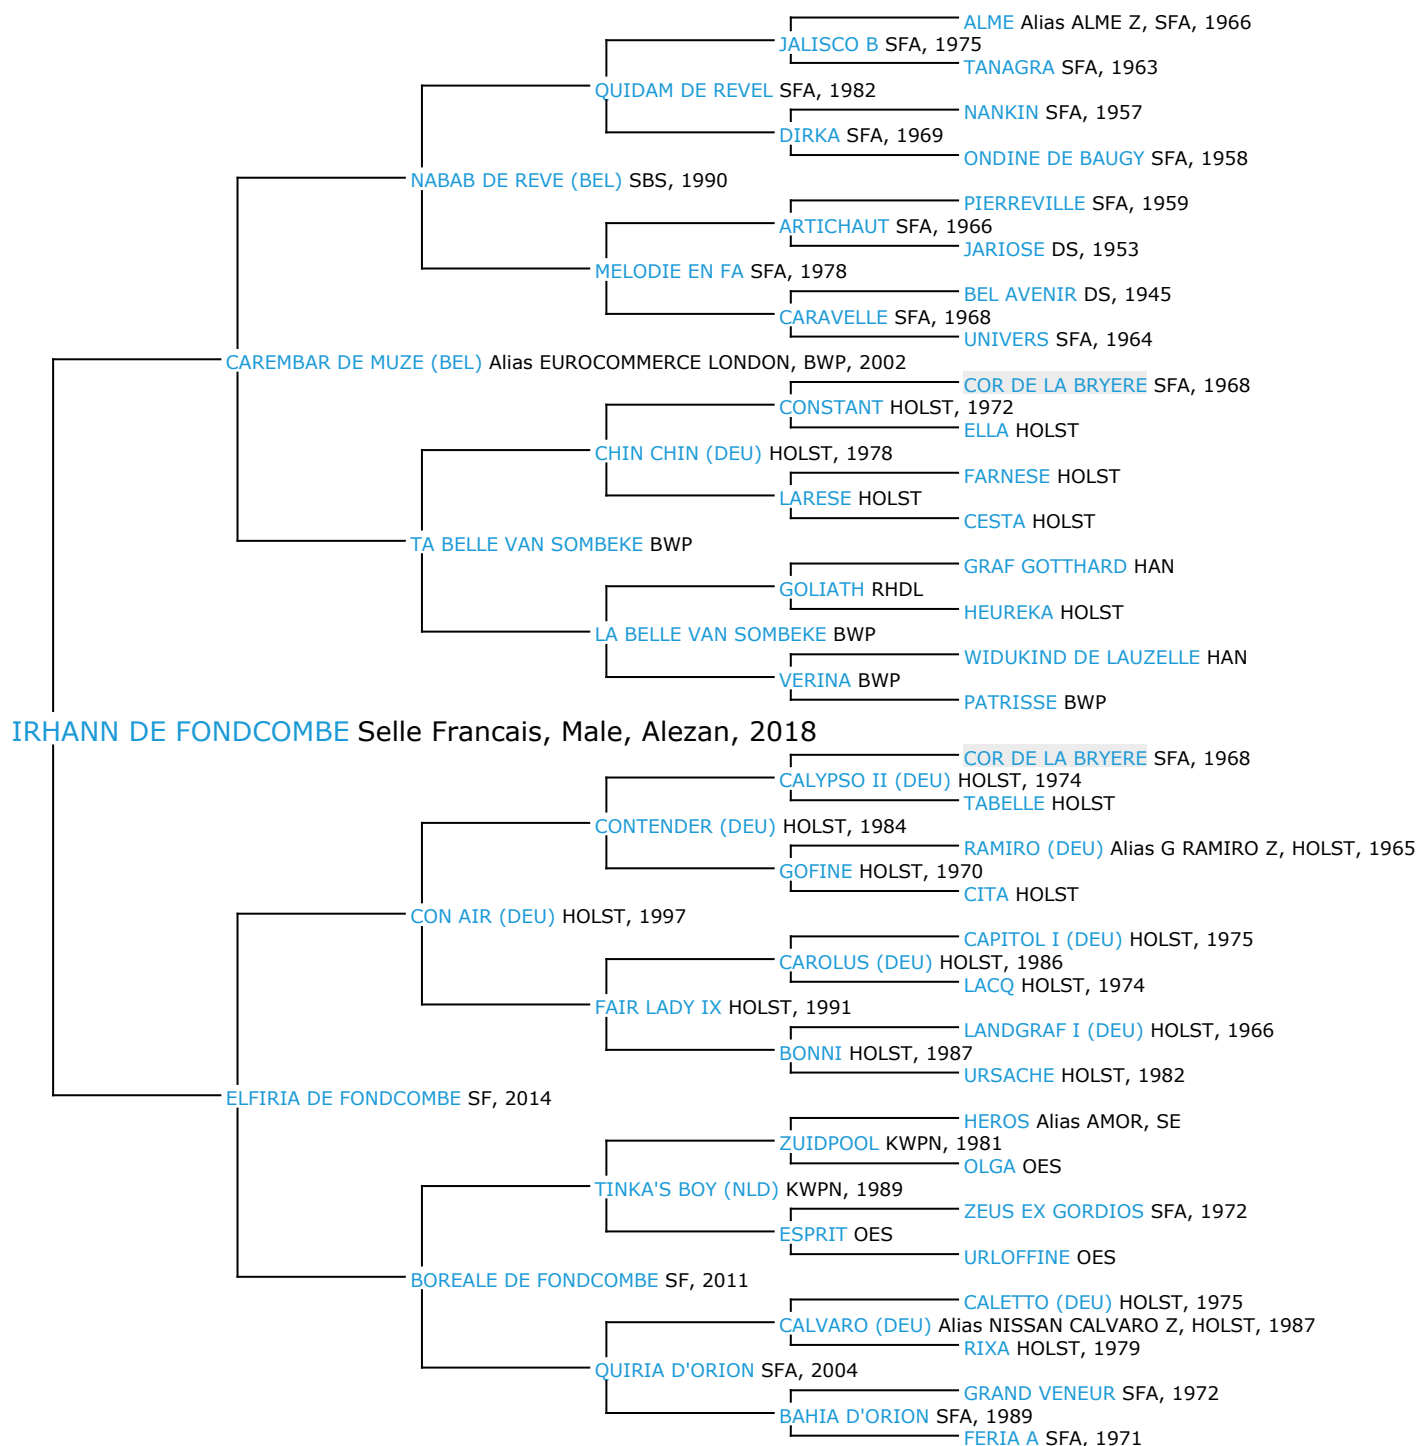 ALME Alias ALME Z, SFA, 1966
JALISCO B SFA, 1975
TANAGRA SFA, 1963
QUIDAM DE REVEL SFA, 1982
NANKIN SFA, 1957
DIRKA SFA, 1969
ONDINE DE BAUGY SFA, 1958
NABAB DE REVE (BEL) SBS, 1990
PIERREVILLE SFA, 1959
ARTICHAUT SFA, 1966
JARIOSE DS, 1953
MELODIE EN FA SFA, 1978
BEL AVENIR DS, 1945
CARAVELLE SFA, 1968
UNIVERS SFA, 1964
CAREMBAR DE MUZE (BEL) Alias EUROCOMMERCE LONDON, BWP, 2002
COR DE LA BRYERE SFA, 1968
CONSTANT HOLST, 1972
ELLA HOLST
CHIN CHIN (DEU) HOLST, 1978
FARNESE HOLST
LARESE HOLST
CESTA HOLST
TA BELLE VAN SOMBEKE BWP
GRAF GOTTHARD HAN
GOLIATH RHDL
HEUREKA HOLST
LA BELLE VAN SOMBEKE BWP
WIDUKIND DE LAUZELLE HAN
VERINA BWP
PATRISSE BWP
IRHANN DE FONDCOMBE Selle Francais, Male, Alezan, 2018
COR DE LA BRYERE SFA, 1968
CALYPSO II (DEU) HOLST, 1974
TABELLE HOLST
CONTENDER (DEU) HOLST, 1984
RAMIRO (DEU) Alias G RAMIRO Z, HOLST, 1965
GOFINE HOLST, 1970
CITA HOLST
CON AIR (DEU) HOLST, 1997
CAPITOL I (DEU) HOLST, 1975
CAROLUS (DEU) HOLST, 1986
LACQ HOLST, 1974
FAIR LADY IX HOLST, 1991
LANDGRAF I (DEU) HOLST, 1966
BONNI HOLST, 1987
URSACHE HOLST, 1982
ELFIRIA DE FONDCOMBE SF, 2014
HEROS Alias AMOR, SE
ZUIDPOOL KWPN, 1981
OLGA OES
TINKA'S BOY (NLD) KWPN, 1989
ZEUS EX GORDIOS SFA, 1972
ESPRIT OES
URLOFFINE OES
BOREALE DE FONDCOMBE SF, 2011
CALETTO (DEU) HOLST, 1975
CALVARO (DEU) Alias NISSAN CALVARO Z, HOLST, 1987
RIXA HOLST, 1979
QUIRIA D'ORION SFA, 2004
GRAND VENEUR SFA, 1972
BAHIA D'ORION SFA, 1989
FERIA A SFA, 1971